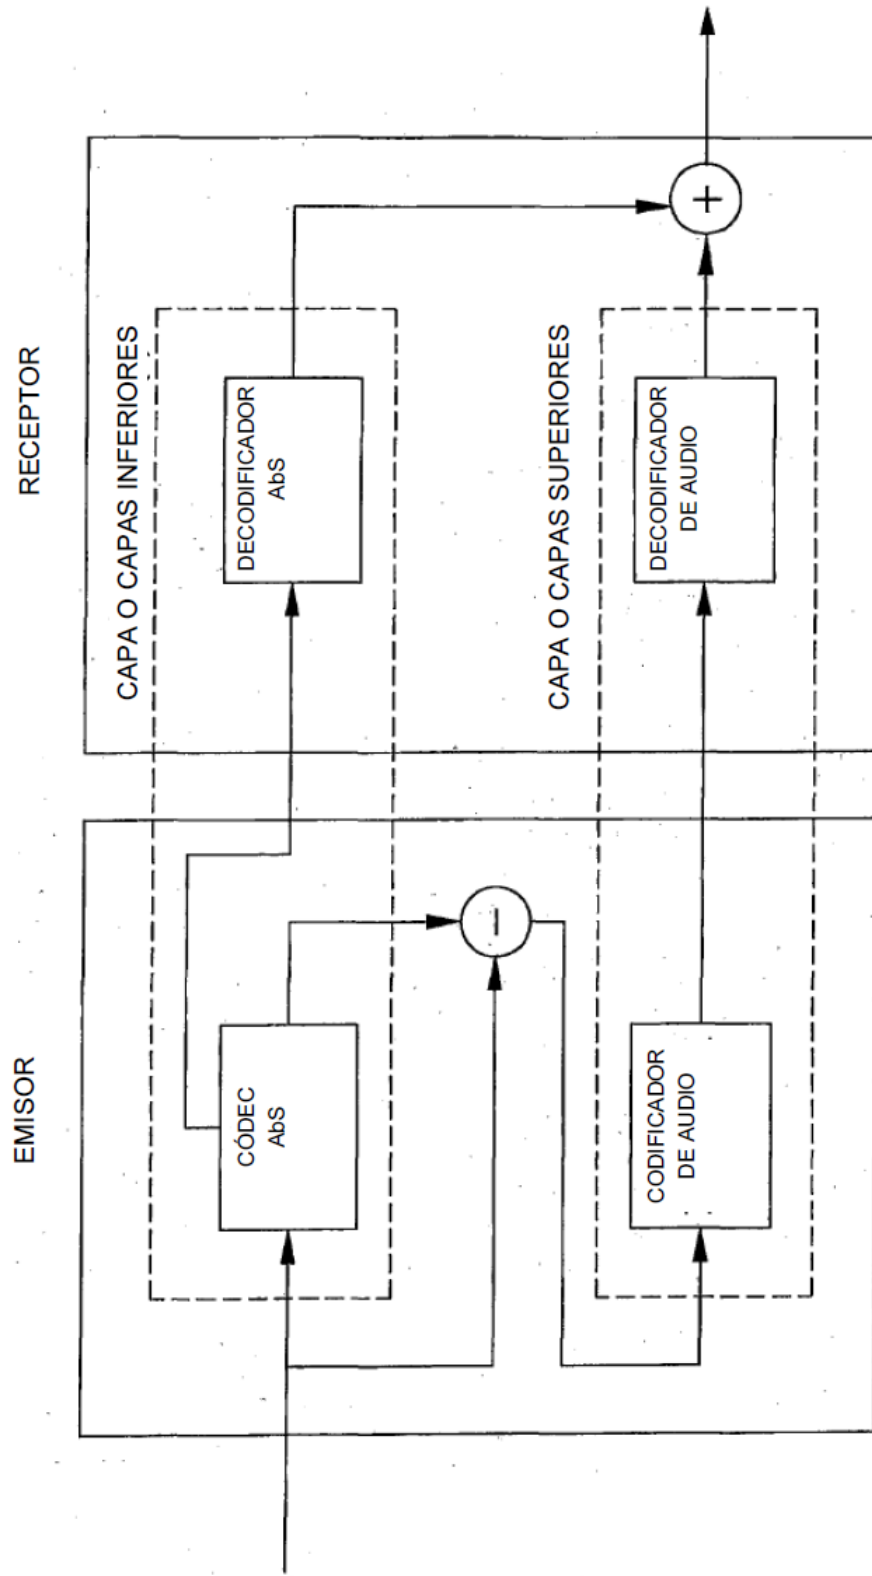 RECEPTOR
CAPA O CAPAS INFERIORES
DECODIFICADOR
AbS
CAPA O CAPAS SUPERIORES
DECODIFICADOR
DE AUDIO
+
EMISOR
CÓDEC
AbS
−
CODIFICADOR
DE AUDIO